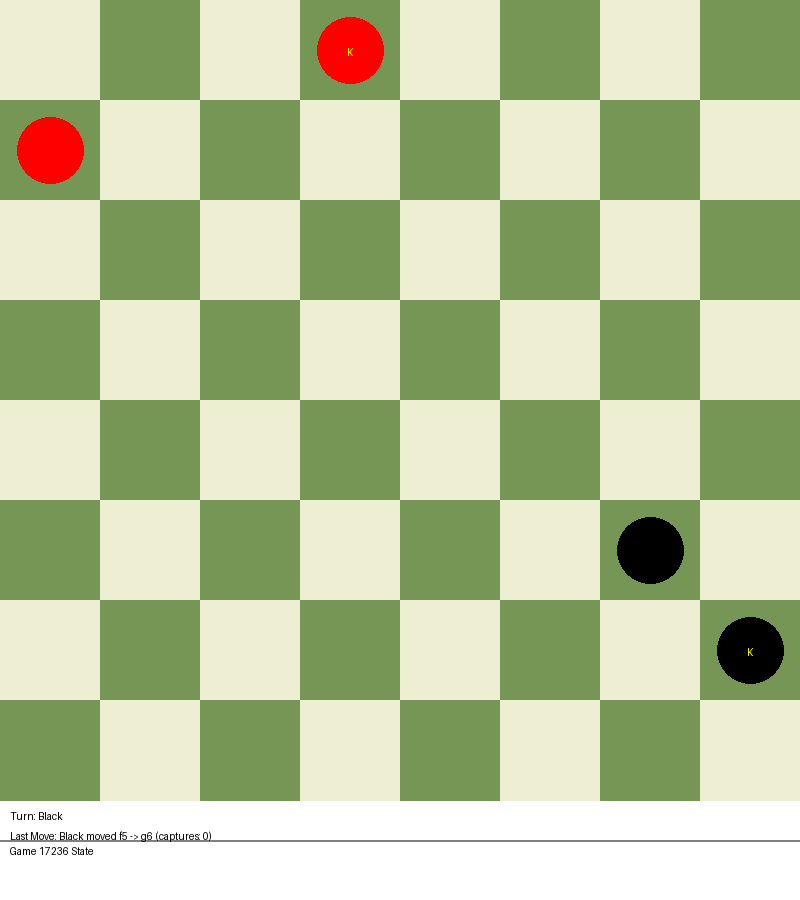 K
K
Turn: Black
Last Move: Black moved f5 -> g6 (captures: 0)
Game 17236 State